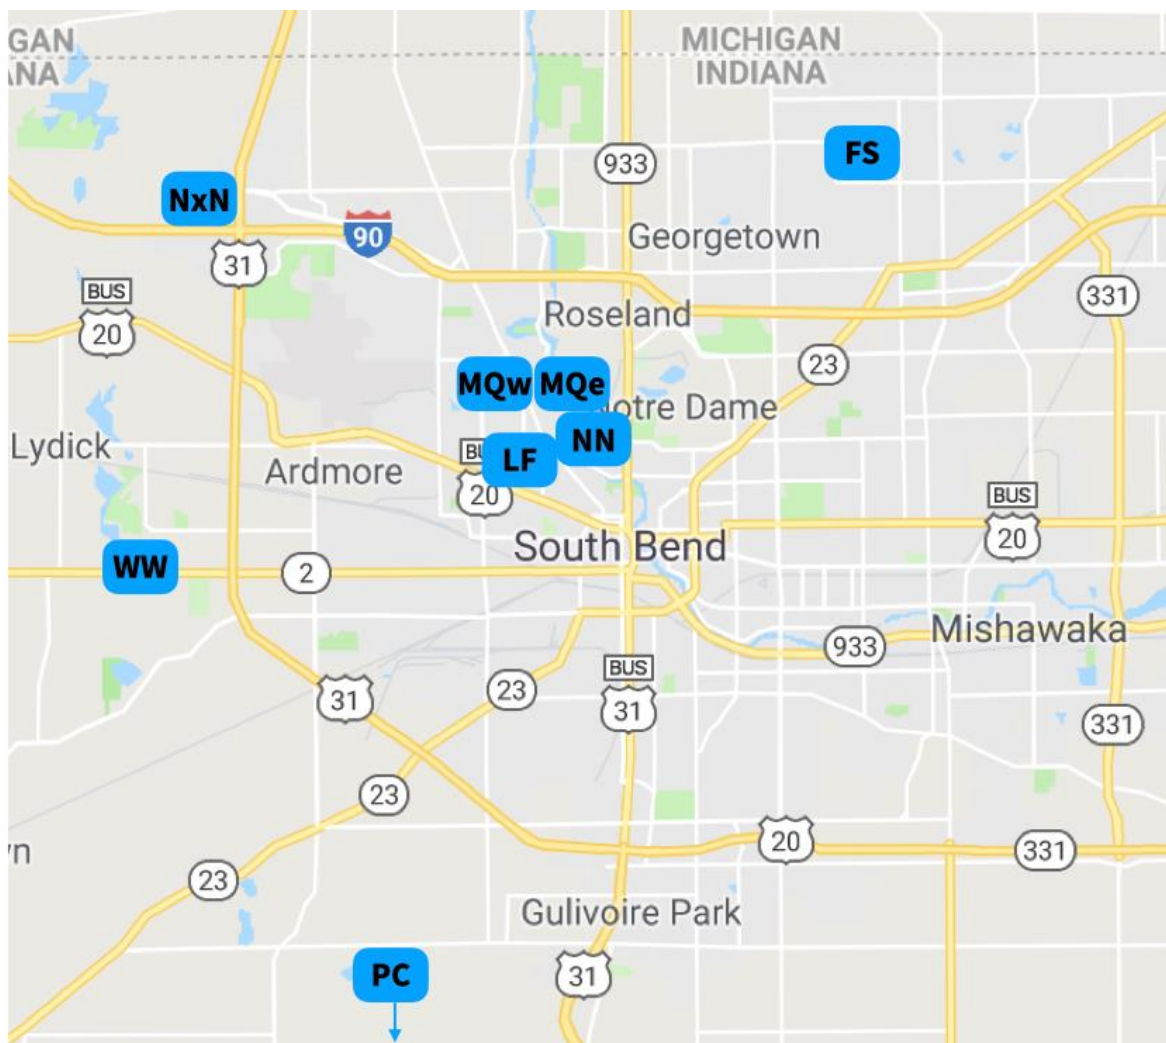 GAN
ANA
MICHIGAN
INDIANA
933
FS
NxN
90
Georgetown
31
BUS
20
331
Roseland
23
MQw
MQe
otre Dame
NN
Lydick
Ardmore
LF
20
BUS
20
South Bend
WW
2
Mishawaka
933
BUS
31
23
31
331
23
20
331
23
Gulivoire Park
PC
31